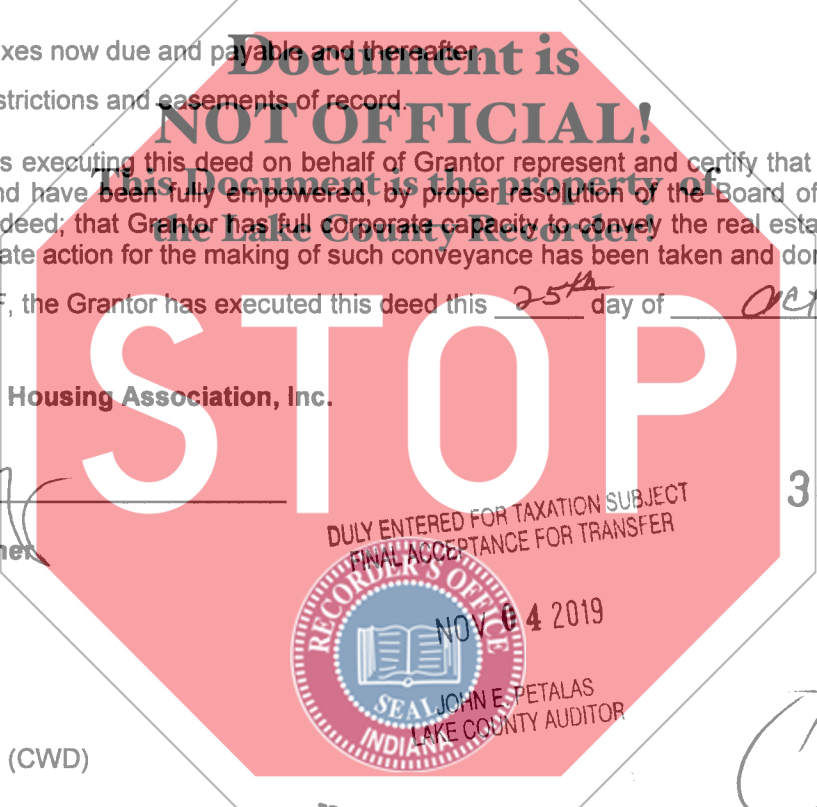 xes now due and payable and thereafter.
Document is
strictions and easements of record.
NOT OFFICIAL!
s executing this deed on behalf of Grantor represent and certify that
This Document is the property of
nd have been fully empowered, by proper resolution of the Board of
deed; that Grantor has full corporate capacity to convey the real esta
the Lake County Recorder!
ate action for the making of such conveyance has been taken and don
F, the Grantor has executed this deed this 25th day of OCT
STOP
Housing Association, Inc.
3
DULY ENTERED FOR TAXATION SUBJECT
FINAL ACCEPTANCE FOR TRANSFER
ner
RECORDER'S OFFICE
NOV 04 2019
SEAL
JOHN E. PETALAS
LAKE COUNTY AUDITOR
INDIANA
(CWD)